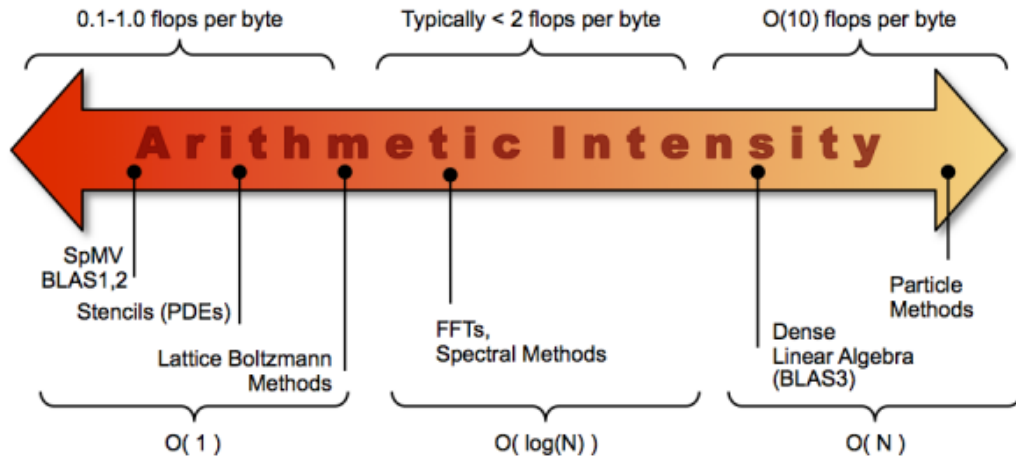 0.1-1.0 flops per byte
Typically < 2 flops per byte
O(10) flops per byte
Arithmetic Intensity
SpMV
BLAS1,2
Stencils (PDEs)
Lattice Boltzmann
Methods
FFTs,
Spectral Methods
Dense
Linear Algebra
(BLAS3)
Particle
Methods
O( 1 )
O( log(N) )
O( N )